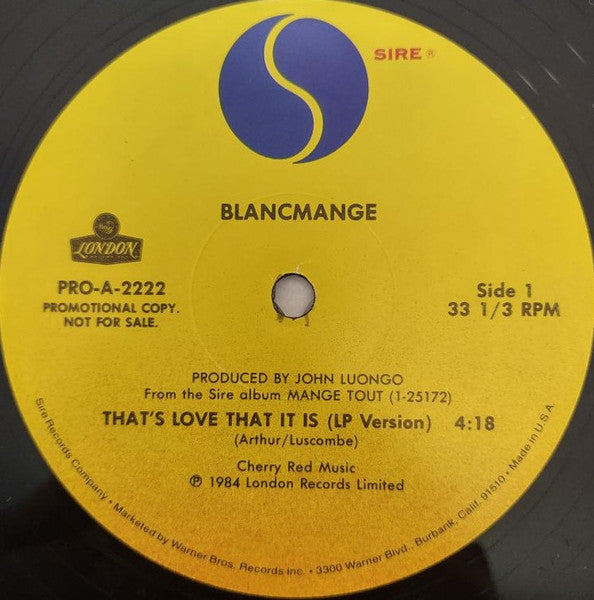 SIRE ®
BLANCMANGE
LONDON
PRO-A-2222
PROMOTIONAL COPY.
NOT FOR SALE.
Side 1
33 1/3 RPM
PRODUCED BY JOHN LUONGO
From the Sire album MANGE TOUT (1-25172)
THAT'S LOVE THAT IT IS (LP Version) 4:18
(Arthur/Luscombe)
Cherry Red Music
℗ 1984 London Records Limited
Sire Records Company • Marketed by Warner Bros. Records Inc. • 3300 Warner Blvd., Burbank, Calif. 91510 • Made in U.S.A.